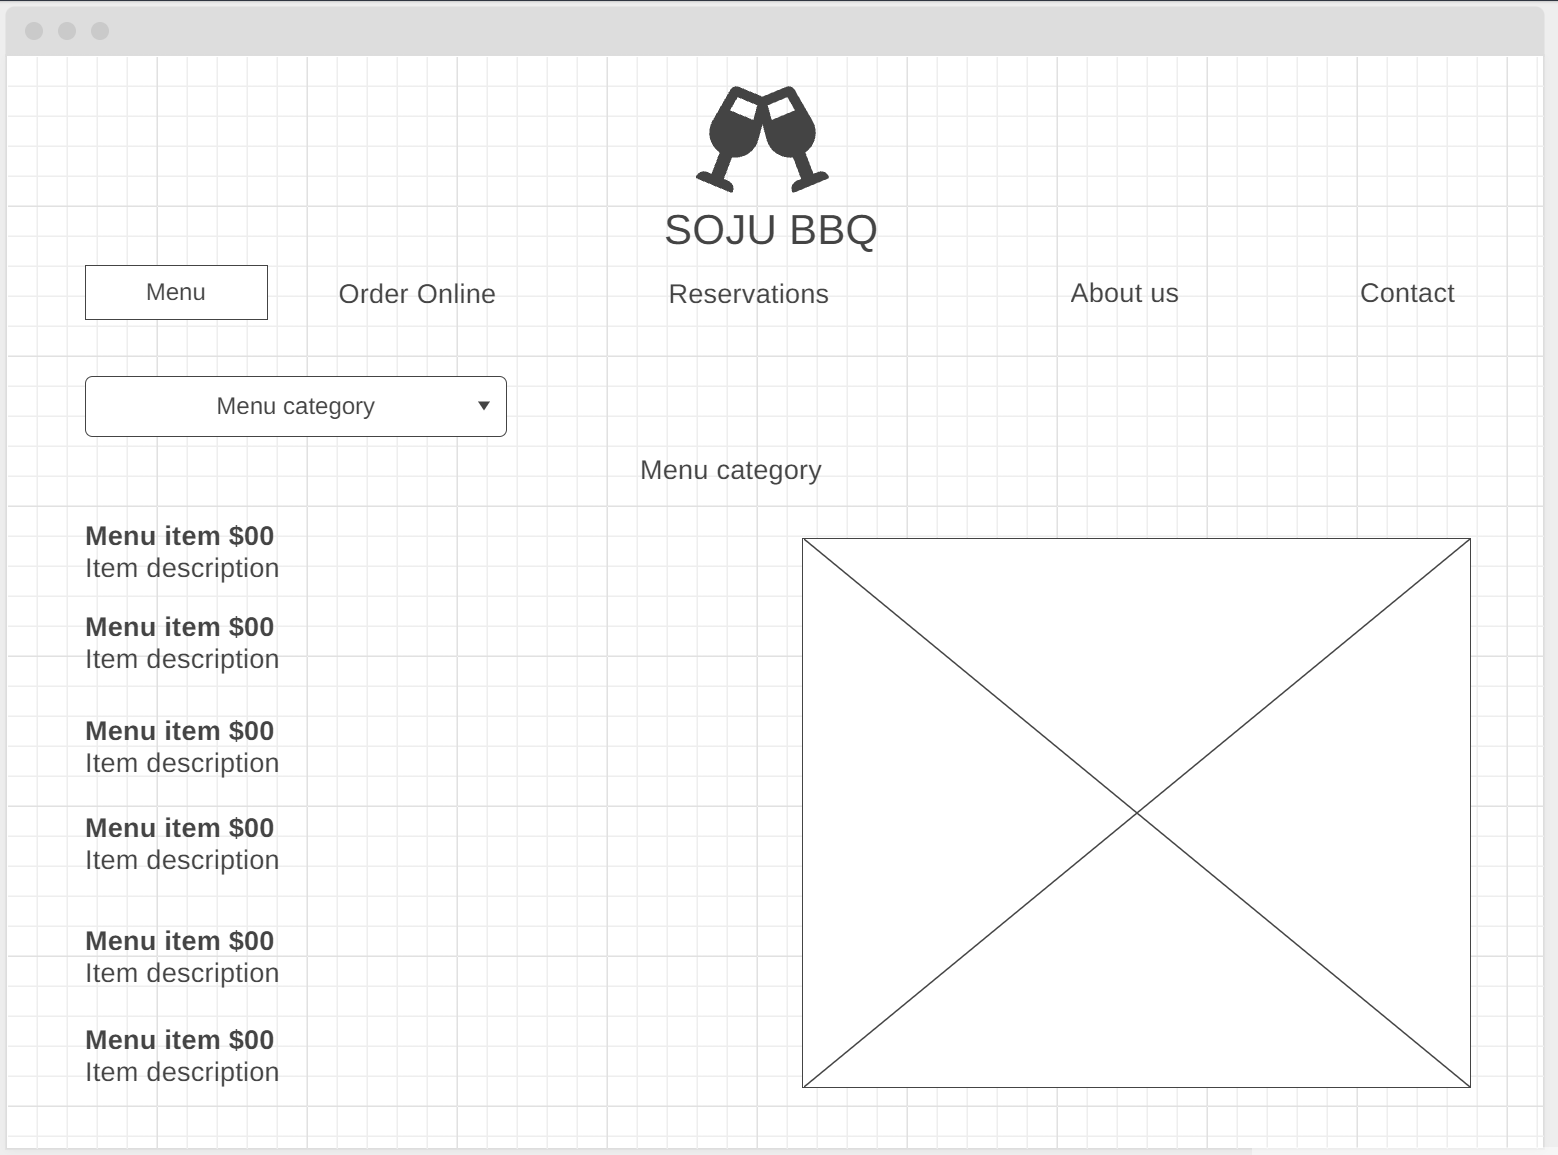 SOJU BBQ
Menu
Order Online
Reservations
About us
Contact
Menu category
Menu category
Menu item $00
Item description
Menu item $00
Item description
Menu item $00
Item description
Menu item $00
Item description
Menu item $00
Item description
Menu item $00
Item description